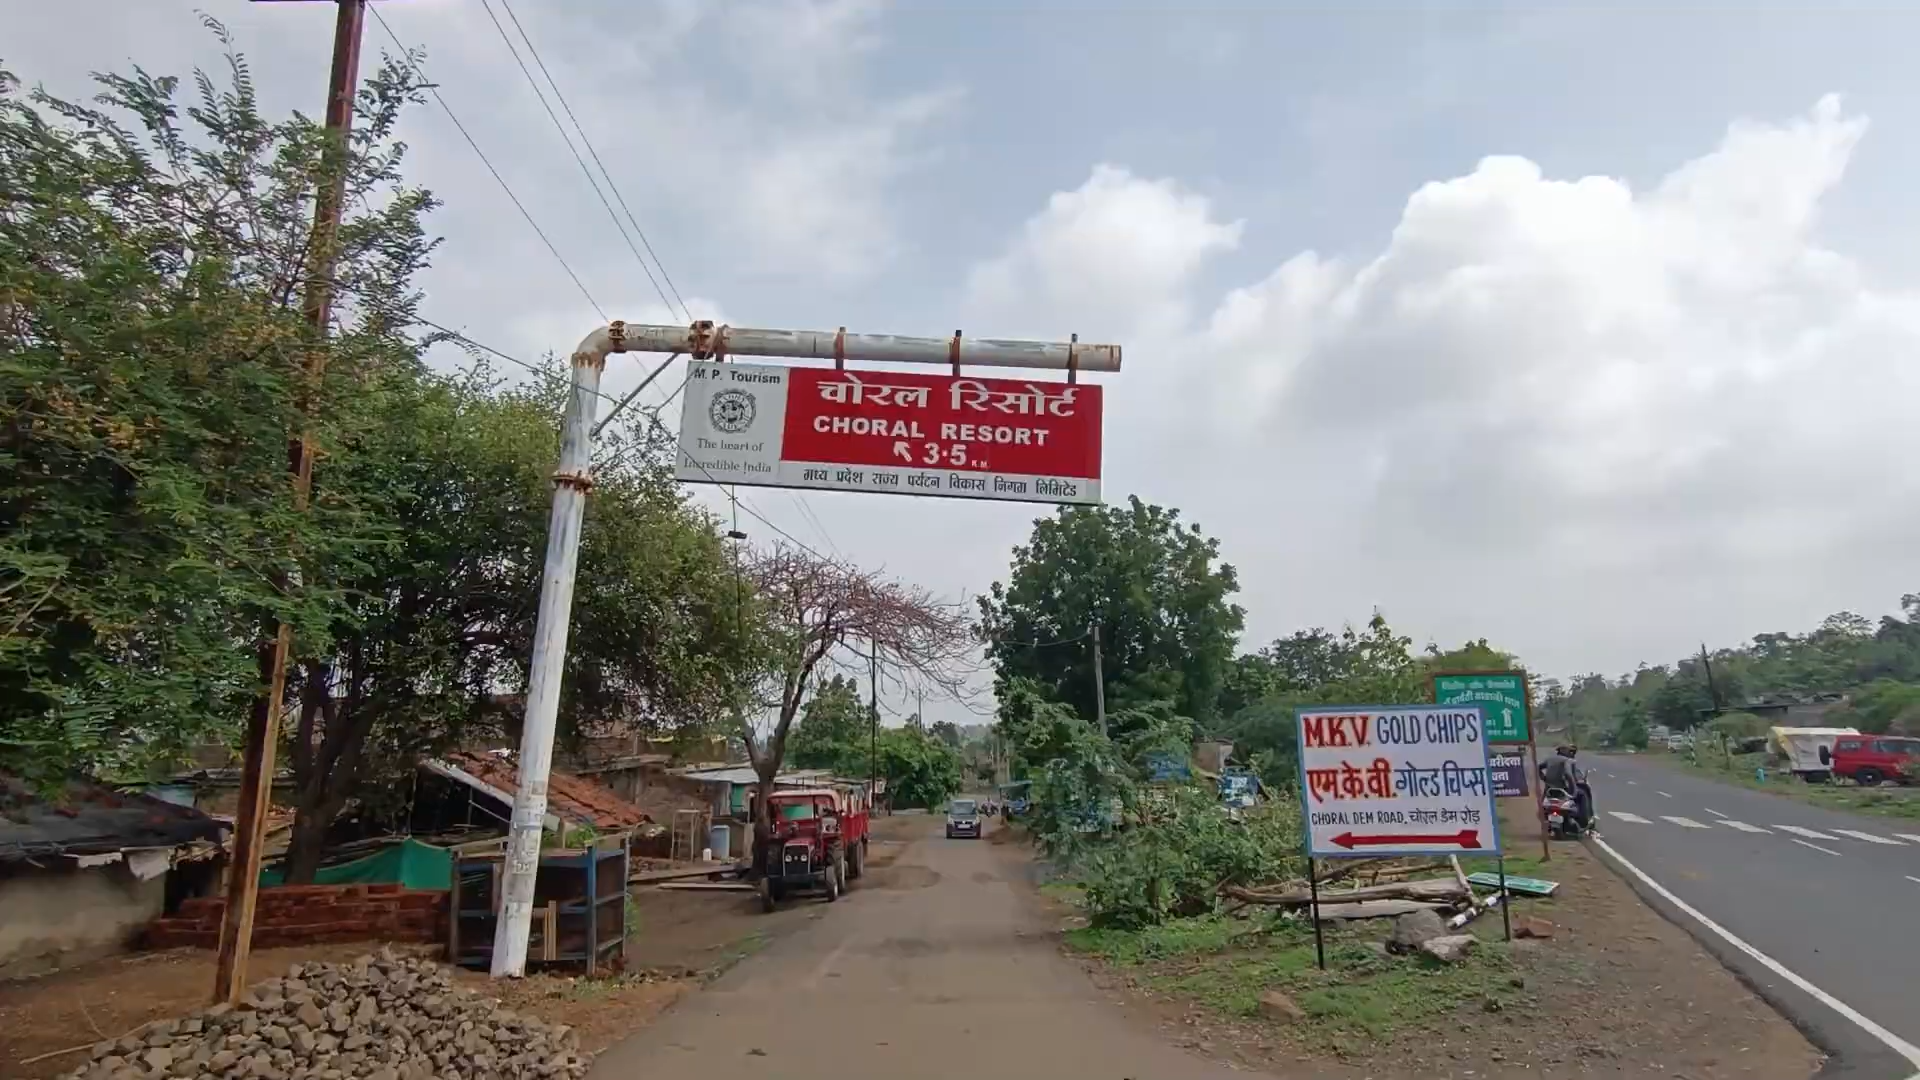 M. P. Tourism
The heart of
Incredible India
चोरल रिसोर्ट
CHORAL RESORT
3.5 K.M.
मध्य प्रदेश राज्य पर्यटन विकास निगम लिमिटेड
M.K.V. GOLD CHIPS
एम.के.वी. गोल्ड चिप्स
CHORAL DEM ROAD, चोरल डैम रोड़